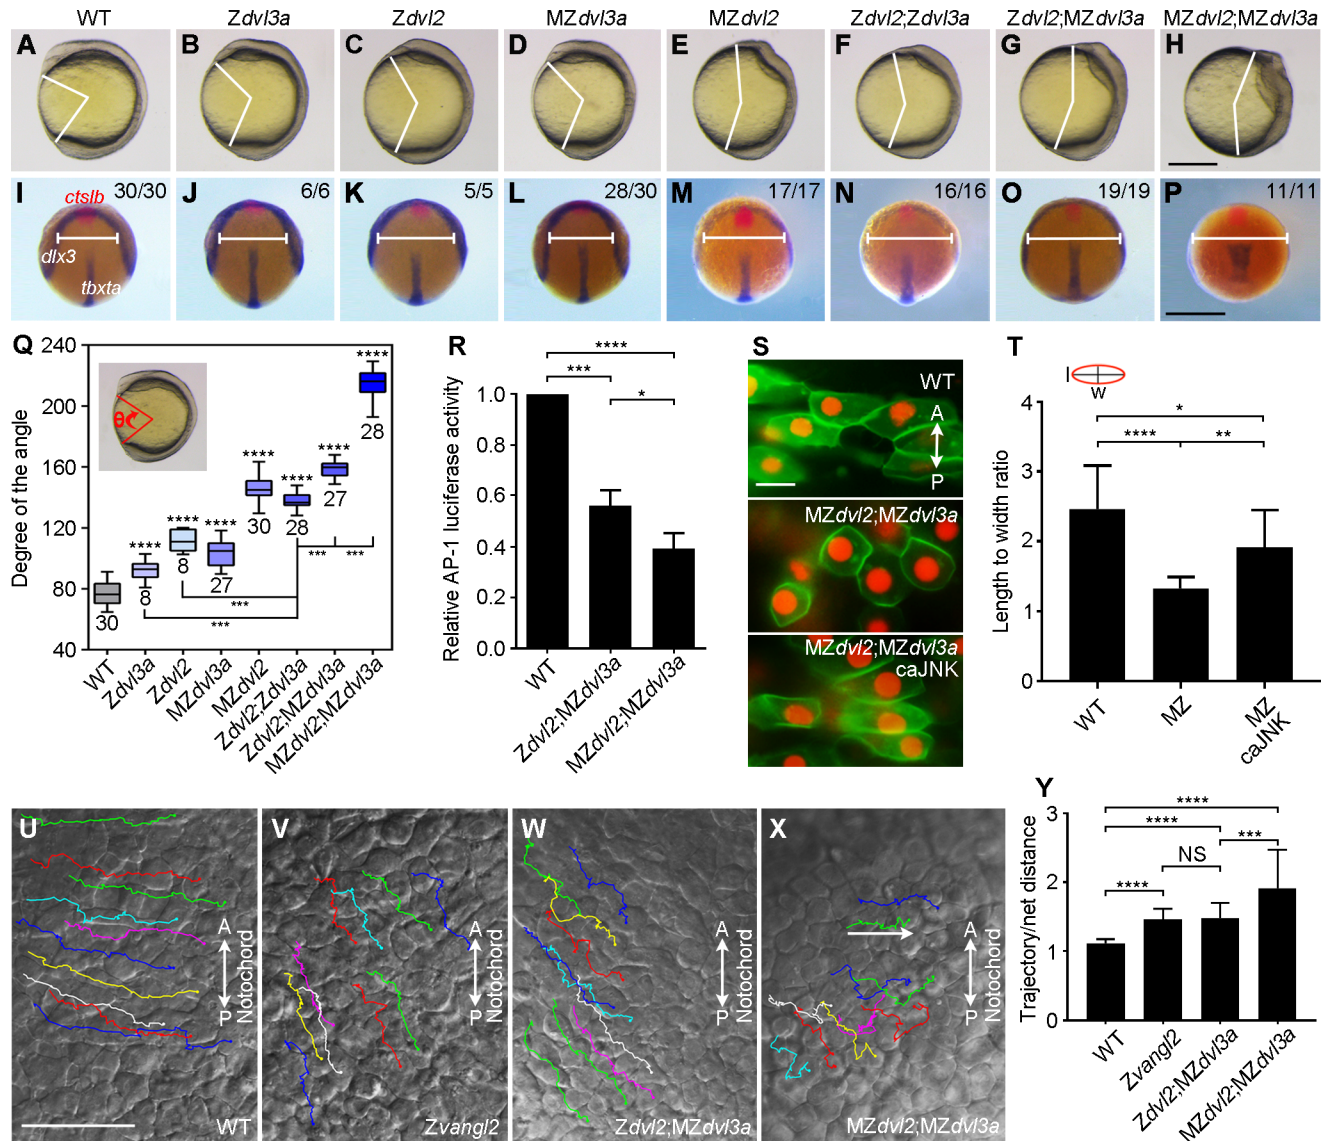 WT Zdvl3a Zdvl2 MZdvl3a MZdvl2 Zdvl2;Zdvl3a Zdvl2;MZdvl3a MZdvl2;MZdvl3a
A B C D E F G H
I ctslb 30/30 J 6/6 K 5/5 L 28/30 M 17/17 N 16/16 O 19/19 P 11/11
dlx3
tbxta
Q
Degree of the angle
240
200
160
120
80
40
θ
30
****
8
****
8
****
27
****
30
****
28
****
27
****
28
***
***
*** ***
WT
Zdvl3a
Zdvl2
MZdvl3a
MZdvl2
Zdvl2;Zdvl3a
Zdvl2;MZdvl3a
MZdvl2;MZdvl3a
R
Relative AP-1 luciferase activity
1.0
0.8
0.6
0.4
0.2
0.0
****
***
*
WT
Zdvl2;MZdvl3a
MZdvl2;MZdvl3a
S
WT
A
P
MZdvl2;MZdvl3a
MZdvl2;MZdvl3a
caJNK
T
l
w
Length to width ratio
4
3
2
1
0
*
**** **
WT
MZ
MZ
caJNK
U
A
P
Notochord
WT
V
A
P
Notochord
Zvangl2
W
A
P
Notochord
Zdvl2;MZdvl3a
X
A
P
Notochord
MZdvl2;MZdvl3a
Y
Trajectory/net distance
3
2
1
0
****
****
***
NS
****
WT
Zvangl2
Zdvl2;MZdvl3a
MZdvl2;MZdvl3a